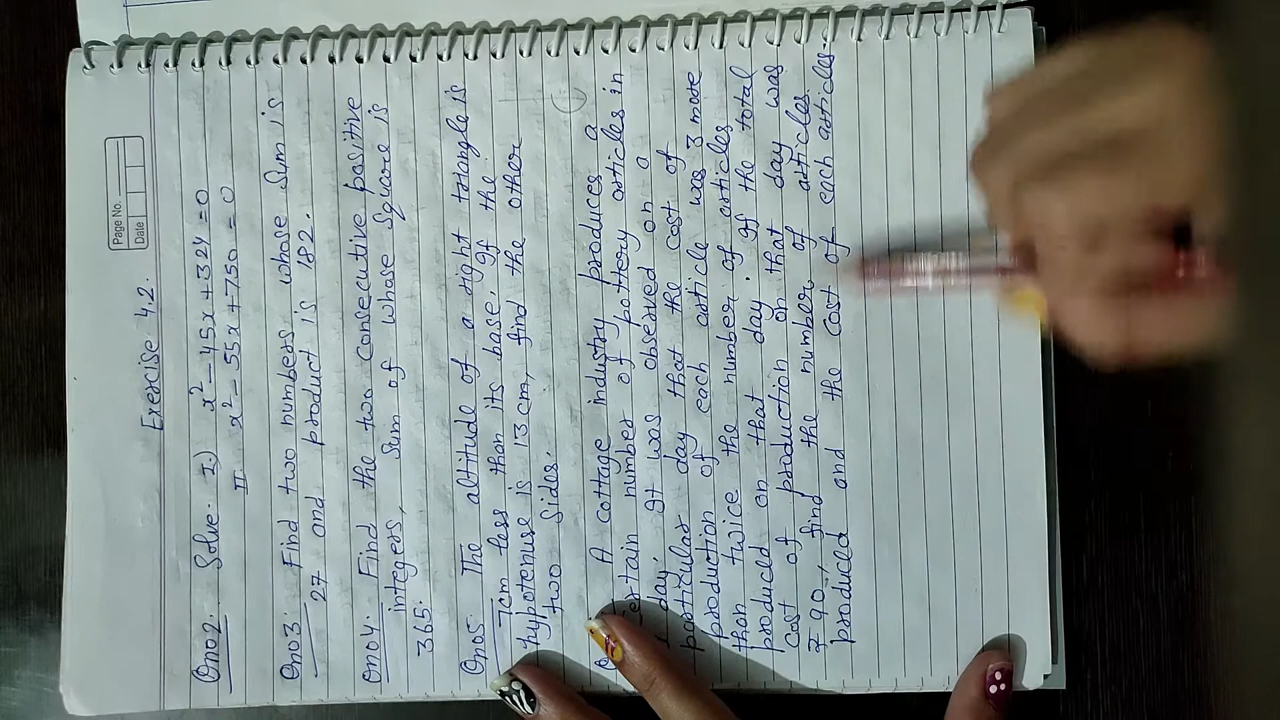 Page No.
Date
Exercise 4.2.
Qno2. Solve. I) x² - 45x + 324 = 0
II x² - 55x + 750 = 0
Qno3. Find two numbers whose Sum is
27 and product is 182.
Qno4. Find the two consecutive positive
integers, sum of whose square is
365.
Qno5. The altitude of a right triangle is
7cm less than its base. If the
hypotenuse is 13cm, find the other
two sides.
A cottage industry produces a
certain number of pottery articles in
day. It was observed on a
particular day that the cost of
production of each article was 3 more
than twice the number of articles
produced on that day. If the total
cost of production on that day was
₹ 90, find the number of articles
produced and the cost of each articles.